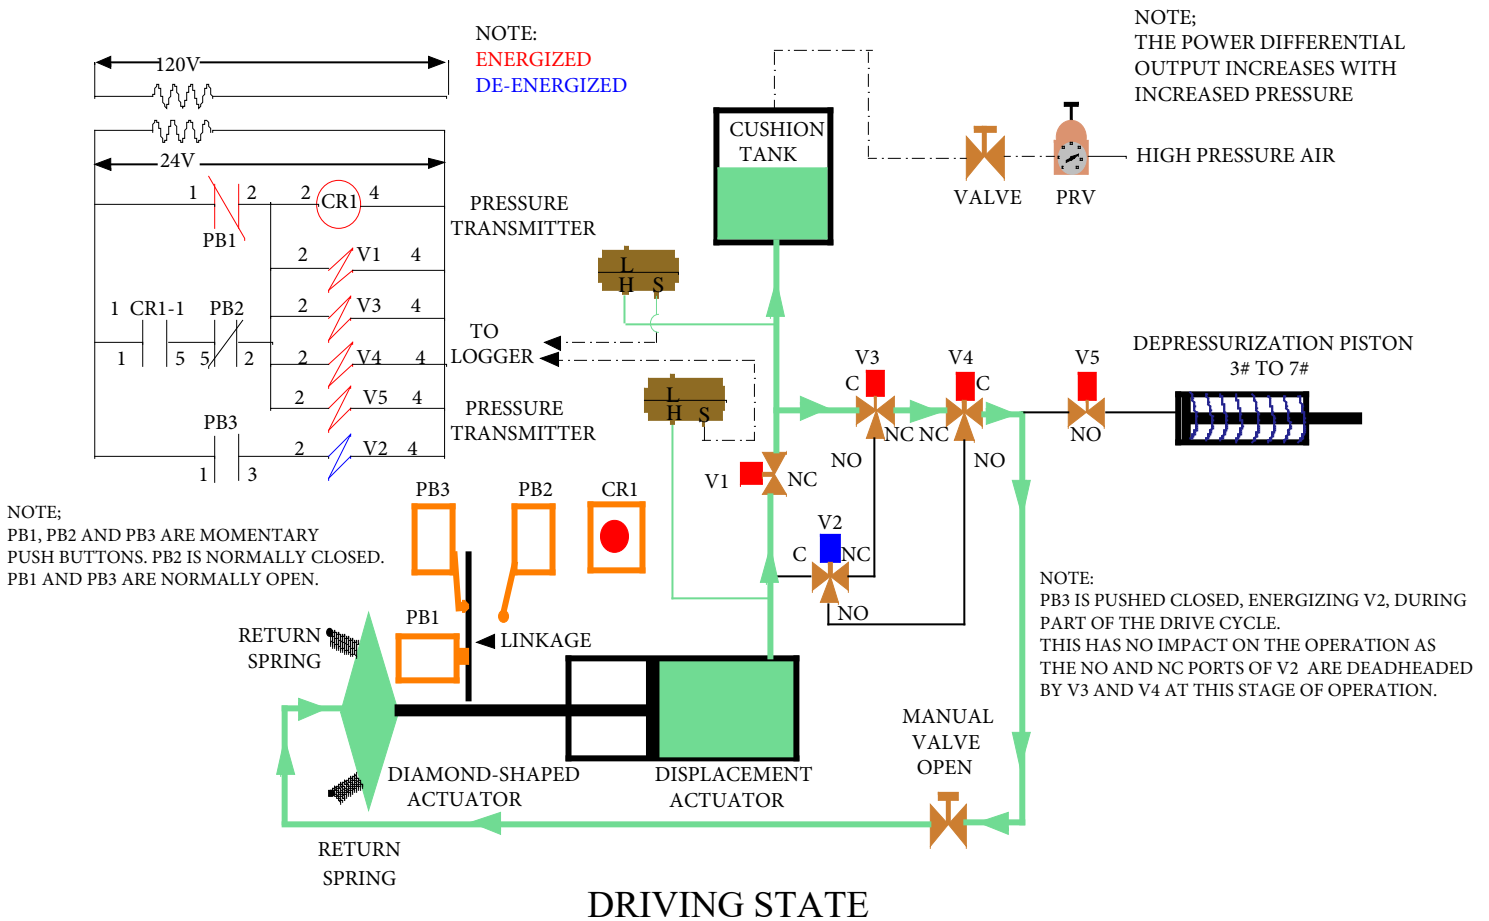 120V
24V
1
2
2
CR1
4
PB1
2
V1
4
1
CR1-1
PB2
2
V3
4
1
5
5
2
2
V4
4
2
V5
4
PB3
2
V2
4
1
3
NOTE:
ENERGIZED
DE-ENERGIZED
PRESSURE
TRANSMITTER
L
H
S
TO
LOGGER
PRESSURE
TRANSMITTER
L
H
S
CUSHION
TANK
VALVE
PRV
HIGH PRESSURE AIR
NOTE;
THE POWER DIFFERENTIAL
OUTPUT INCREASES WITH
INCREASED PRESSURE
V3
C
NC
NO
V4
C
NC
NO
V5
NO
DEPRESSURIZATION PISTON
3# TO 7#
V1
NC
V2
C
NC
NO
NOTE;
PB1, PB2 AND PB3 ARE MOMENTARY
PUSH BUTTONS. PB2 IS NORMALLY CLOSED.
PB1 AND PB3 ARE NORMALLY OPEN.
PB3
PB2
CR1
PB1
LINKAGE
RETURN
SPRING
NOTE:
PB3 IS PUSHED CLOSED, ENERGIZING V2, DURING
PART OF THE DRIVE CYCLE.
THIS HAS NO IMPACT ON THE OPERATION AS
THE NO AND NC PORTS OF V2 ARE DEADHEADED
BY V3 AND V4 AT THIS STAGE OF OPERATION.
MANUAL
VALVE
OPEN
DIAMOND-SHAPED
ACTUATOR
DISPLACEMENT
ACTUATOR
RETURN
SPRING
DRIVING STATE